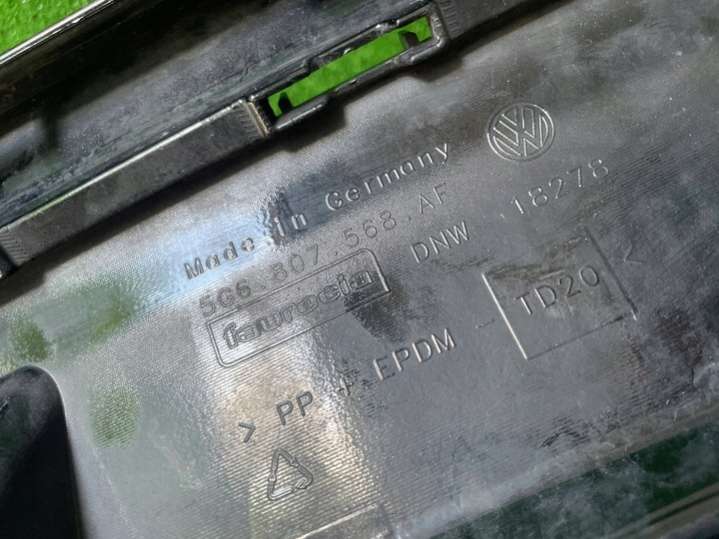 Made in Germany
5G6.807.568.AF
faurecia DNW 18278
> PP + EPDM - TD20 <